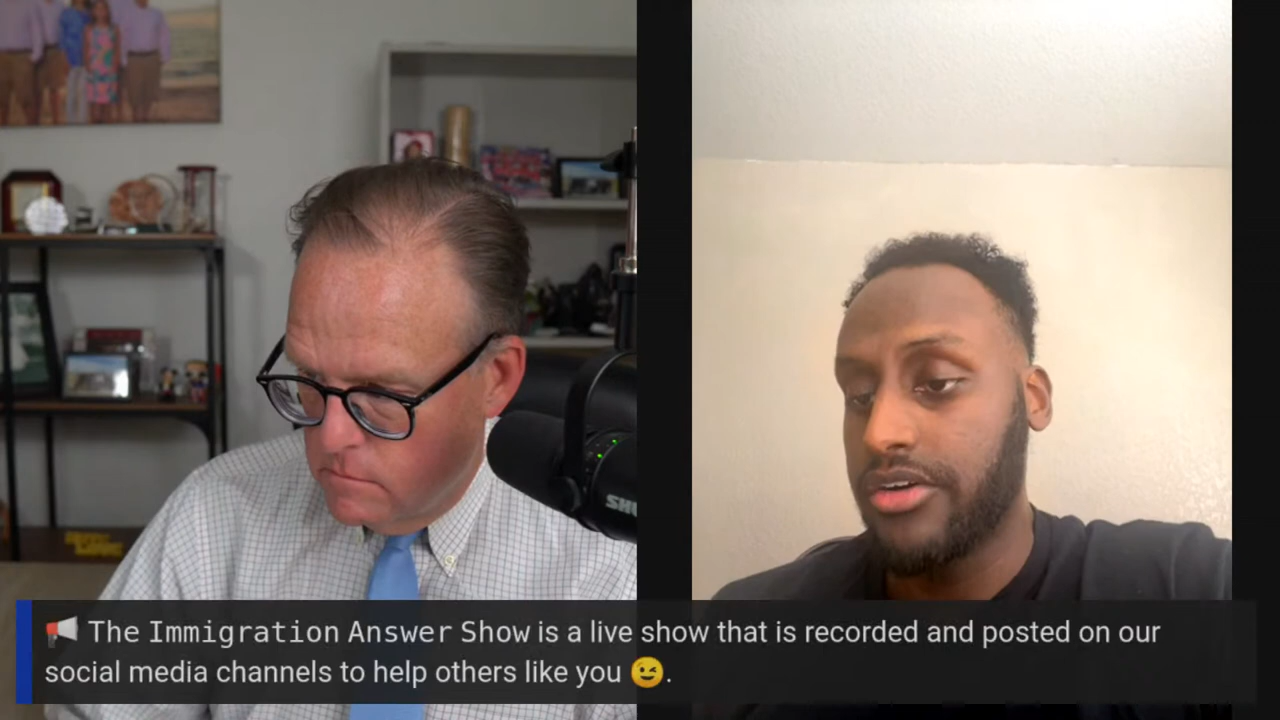 📢 The Immigration Answer Show is a live show that is recorded and posted on our
social media channels to help others like you 😉.
SHU